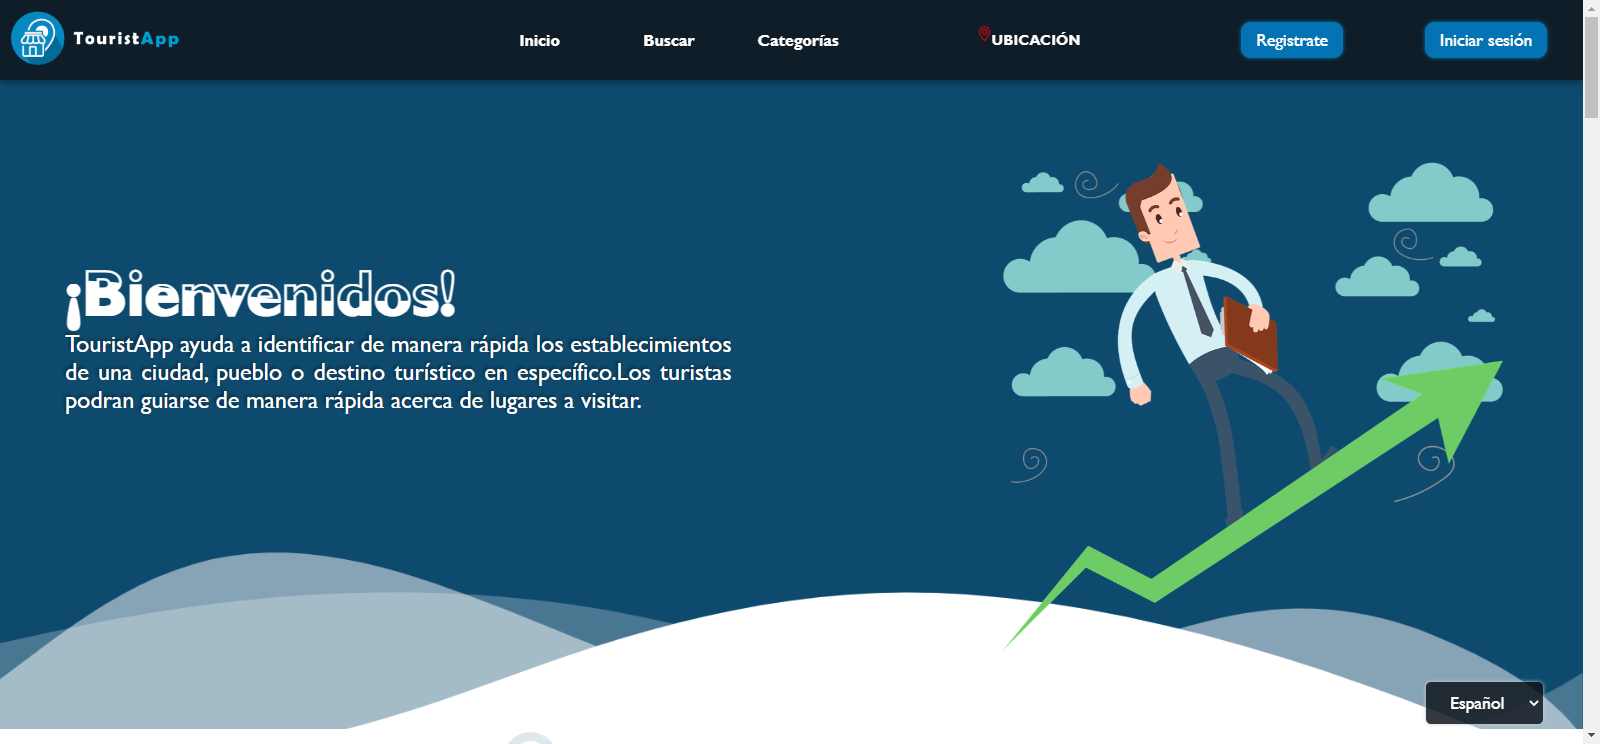 TouristApp
Inicio
Buscar
Categorías
UBICACIÓN
Registrate
Iniciar sesión
¡Bienvenidos!
TouristApp ayuda a identificar de manera rápida los establecimientos
de una ciudad, pueblo o destino turístico en específico.Los turistas
podran guiarse de manera rápida acerca de lugares a visitar.
Español